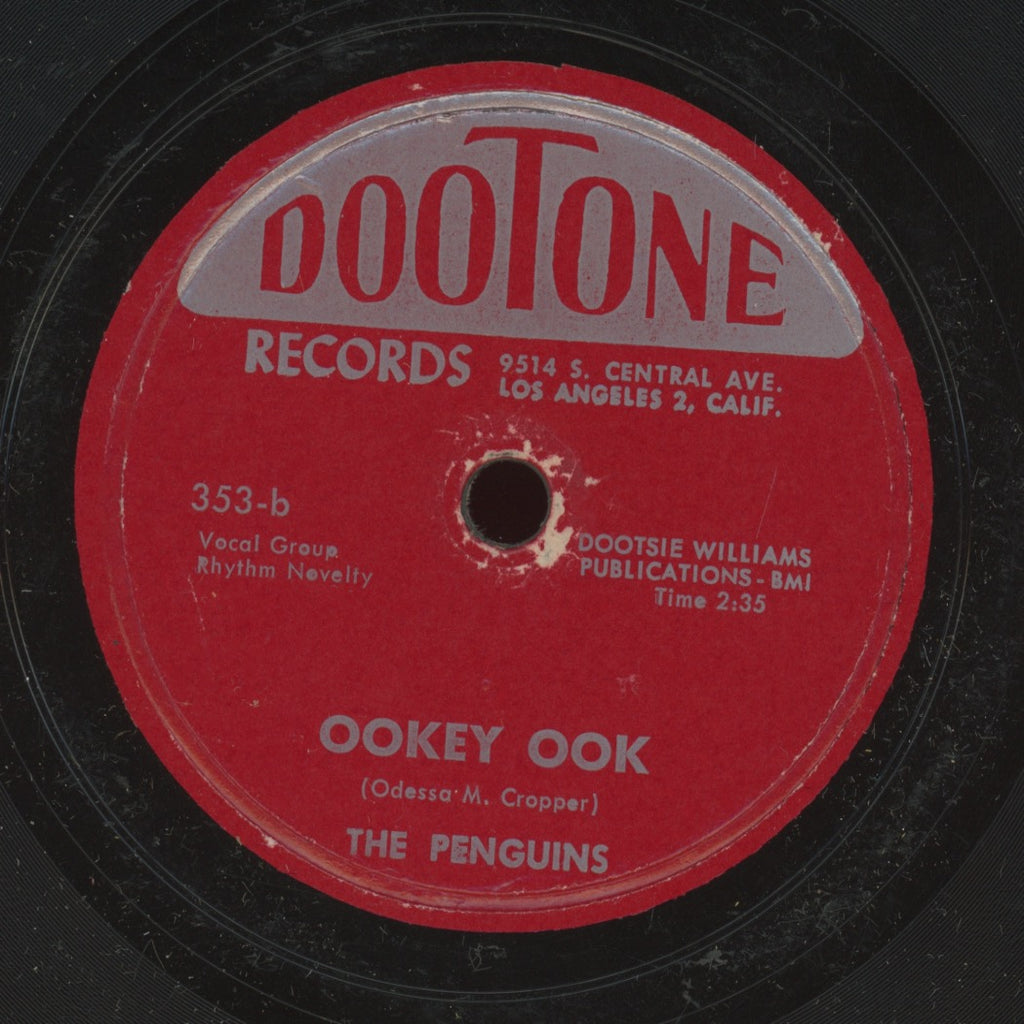 DOOTONE
RECORDS
9514 S. CENTRAL AVE.
LOS ANGELES 2, CALIF.
353-b
Vocal Group
Rhythm Novelty
DOOTSIE WILLIAMS
PUBLICATIONS - BMI
Time 2:35
OOKEY OOK
(Odessa M. Cropper)
THE PENGUINS